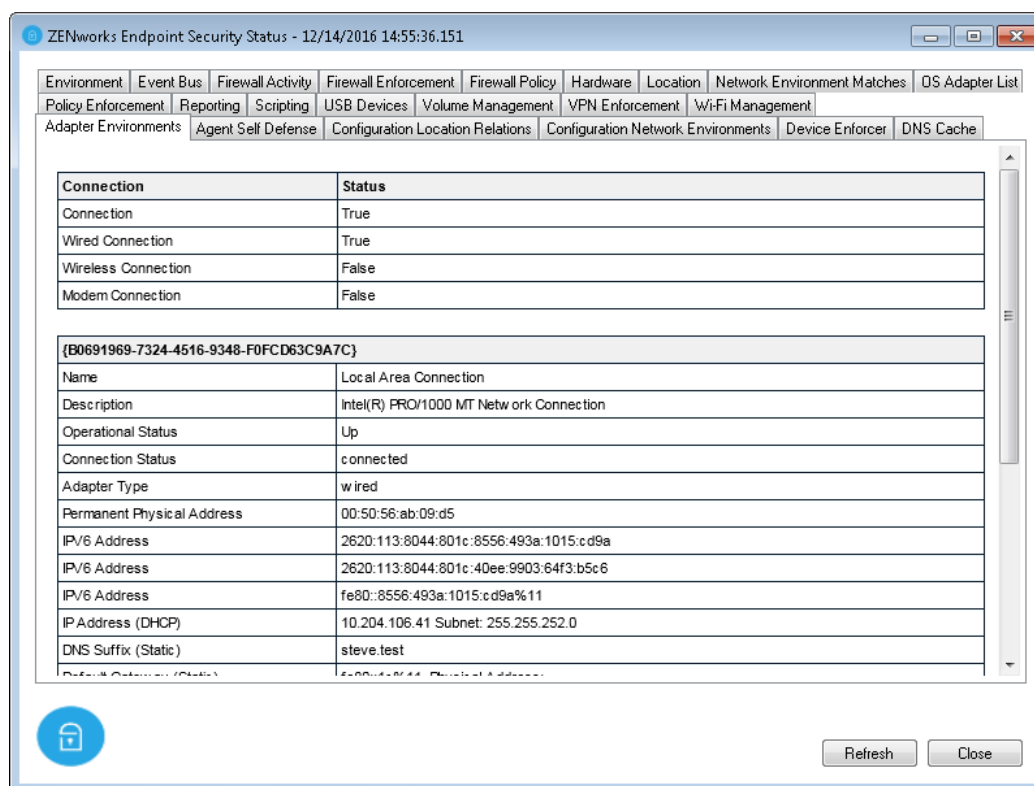 ZENworks Endpoint Security Status - 12/14/2016 14:55:36.151
Environment Event Bus Firewall Activity Firewall Enforcement Firewall Policy Hardware Location Network Environment Matches OS Adapter List
Policy Enforcement Reporting Scripting USB Devices Volume Management VPN Enforcement Wi-Fi Management
Adapter Environments Agent Self Defense Configuration Location Relations Configuration Network Environments Device Enforcer DNS Cache
Connection Status
Connection True
Wired Connection True
Wireless Connection False
Modem Connection False
{B0691969-7324-4516-9348-F0FCD63C9A7C}
Name Local Area Connection
Description Intel(R) PRO/1000 MT Network Connection
Operational Status Up
Connection Status connected
Adapter Type wired
Permanent Physical Address 00:50:56:ab:09:d5
IPV6 Address 2620:113:8044:801c:8556:493a:1015:cd9a
IPV6 Address 2620:113:8044:801c:40ee:9903:64f3:b5c6
IPV6 Address fe80::8556:493a:1015:cd9a%11
IP Address (DHCP) 10.204.106.41 Subnet: 255.255.252.0
DNS Suffix (Static) steve.test
Default Gateway (Static)
Refresh Close